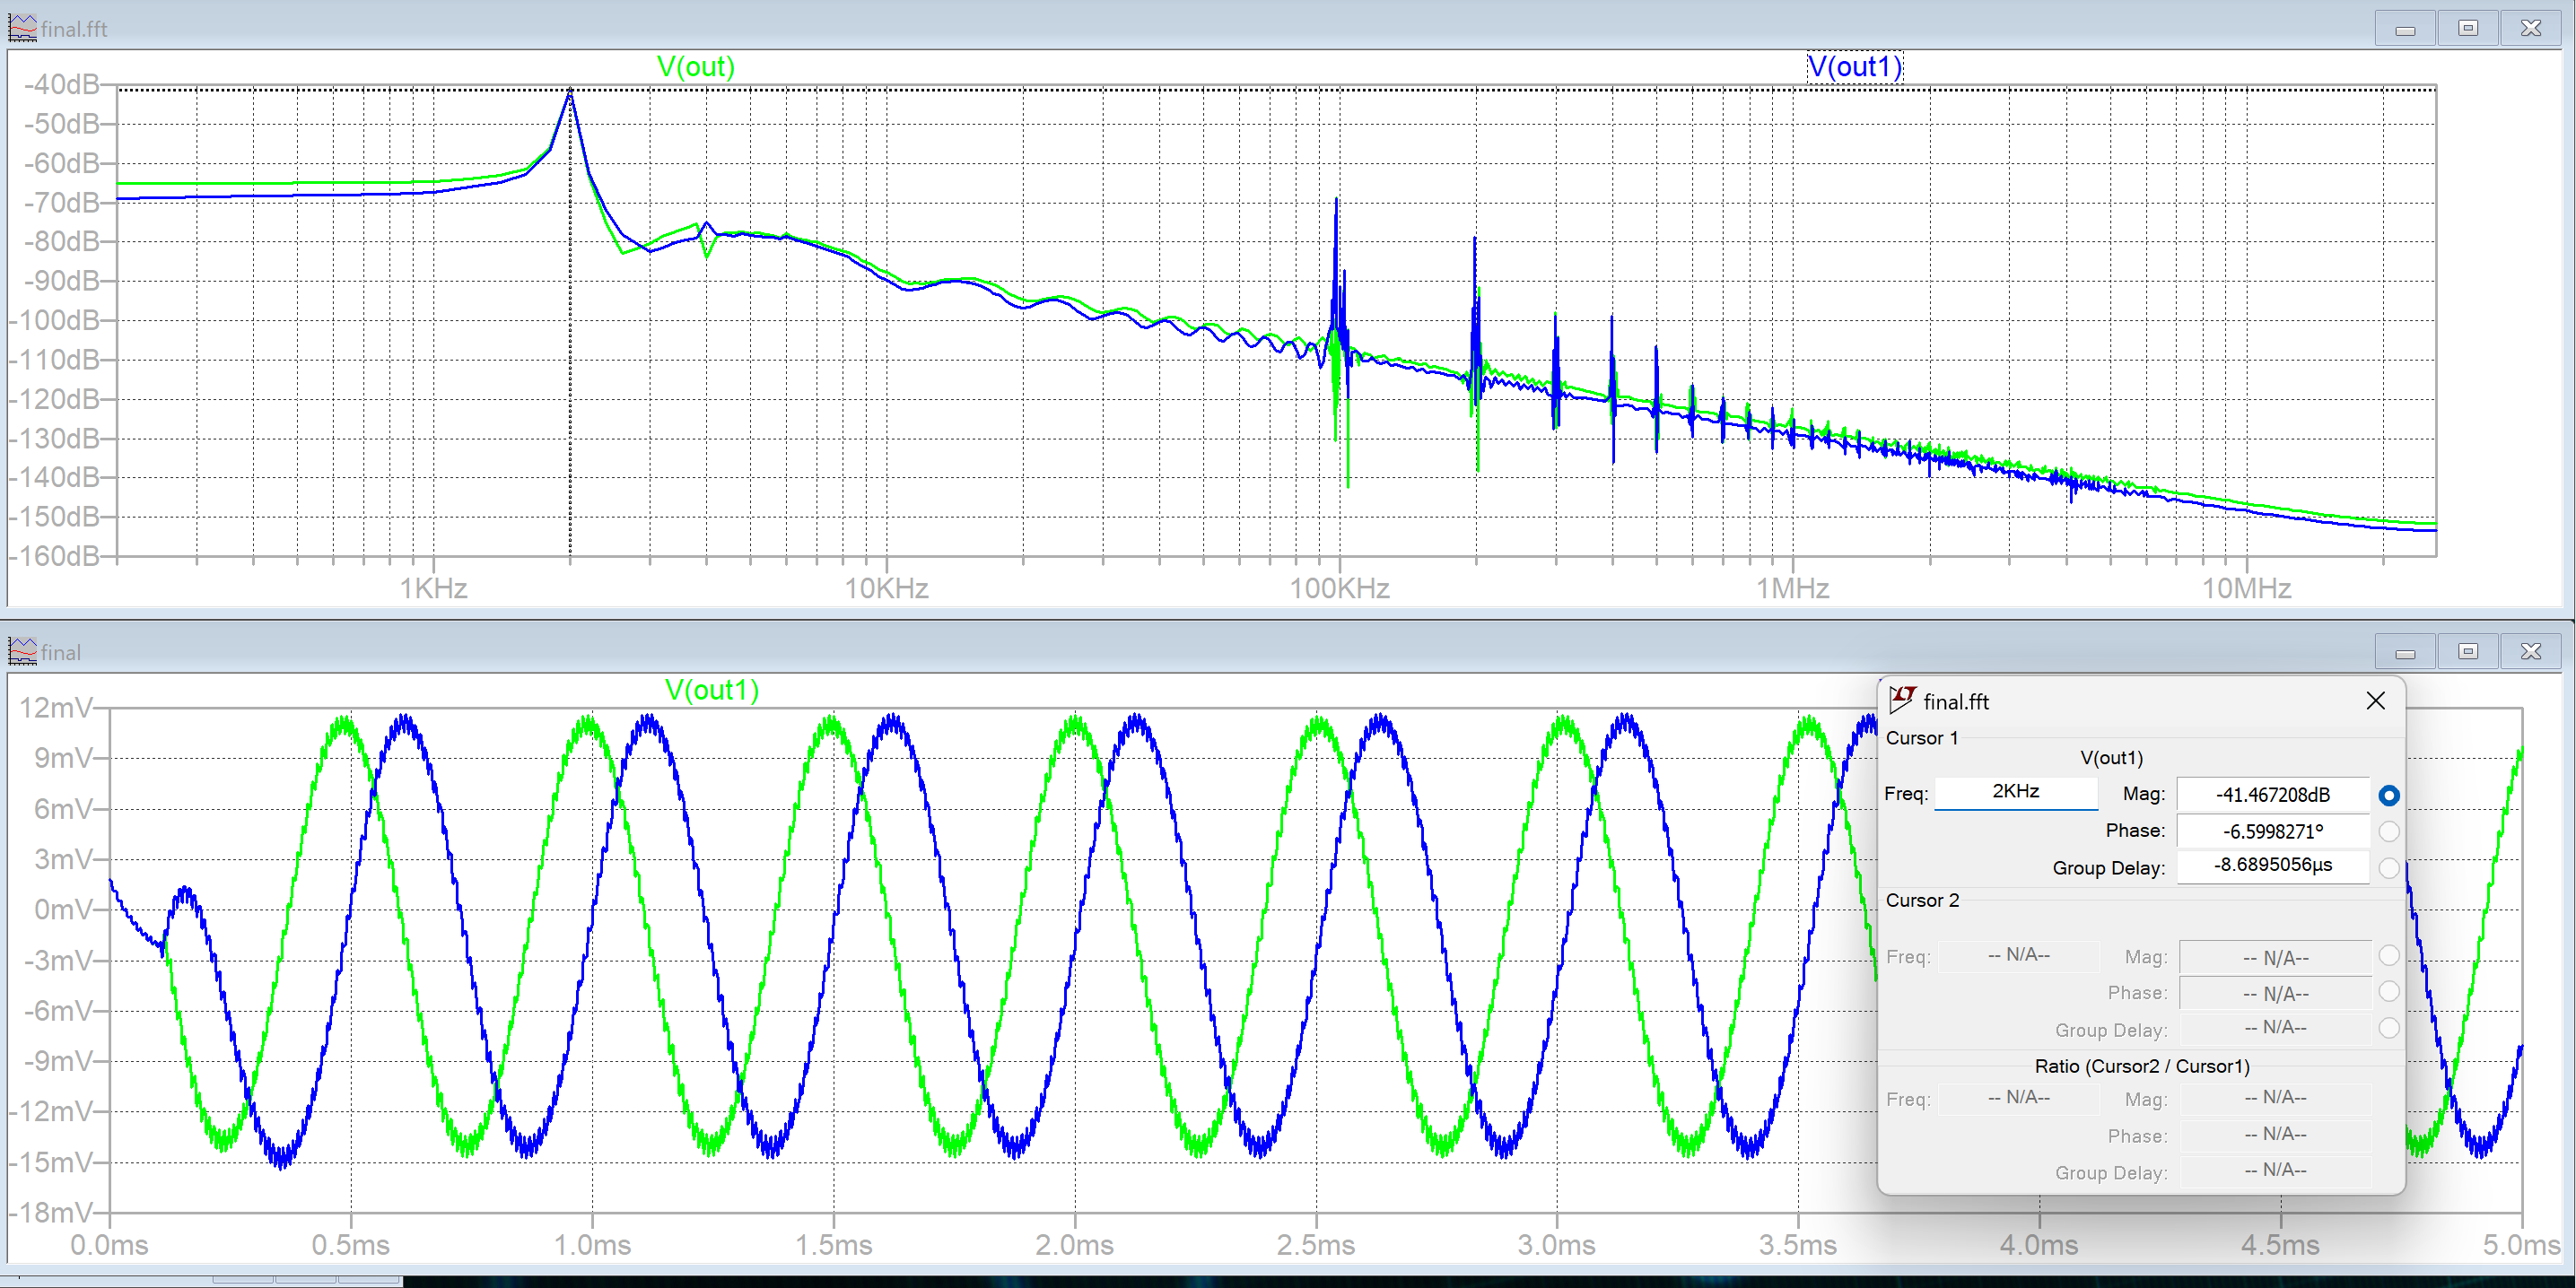 final.fft
V(out) V(out1)
-40dB
-50dB
-60dB
-70dB
-80dB
-90dB
-100dB
-110dB
-120dB
-130dB
-140dB
-150dB
-160dB
1KHz 10KHz 100KHz 1MHz 10MHz
final
V(out1)
12mV
9mV
6mV
3mV
0mV
-3mV
-6mV
-9mV
-12mV
-15mV
-18mV
0.0ms 0.5ms 1.0ms 1.5ms 2.0ms 2.5ms 3.0ms 3.5ms 4.0ms 4.5ms 5.0ms
final.fft
Cursor 1
V(out1)
Freq: 2KHz Mag: -41.467208dB
Phase: -6.5998271°
Group Delay: -8.6895056µs
Cursor 2
Freq: -- N/A-- Mag: -- N/A--
Phase: -- N/A--
Group Delay: -- N/A--
Ratio (Cursor2 / Cursor1)
Freq: -- N/A-- Mag: -- N/A--
Phase: -- N/A--
Group Delay: -- N/A--